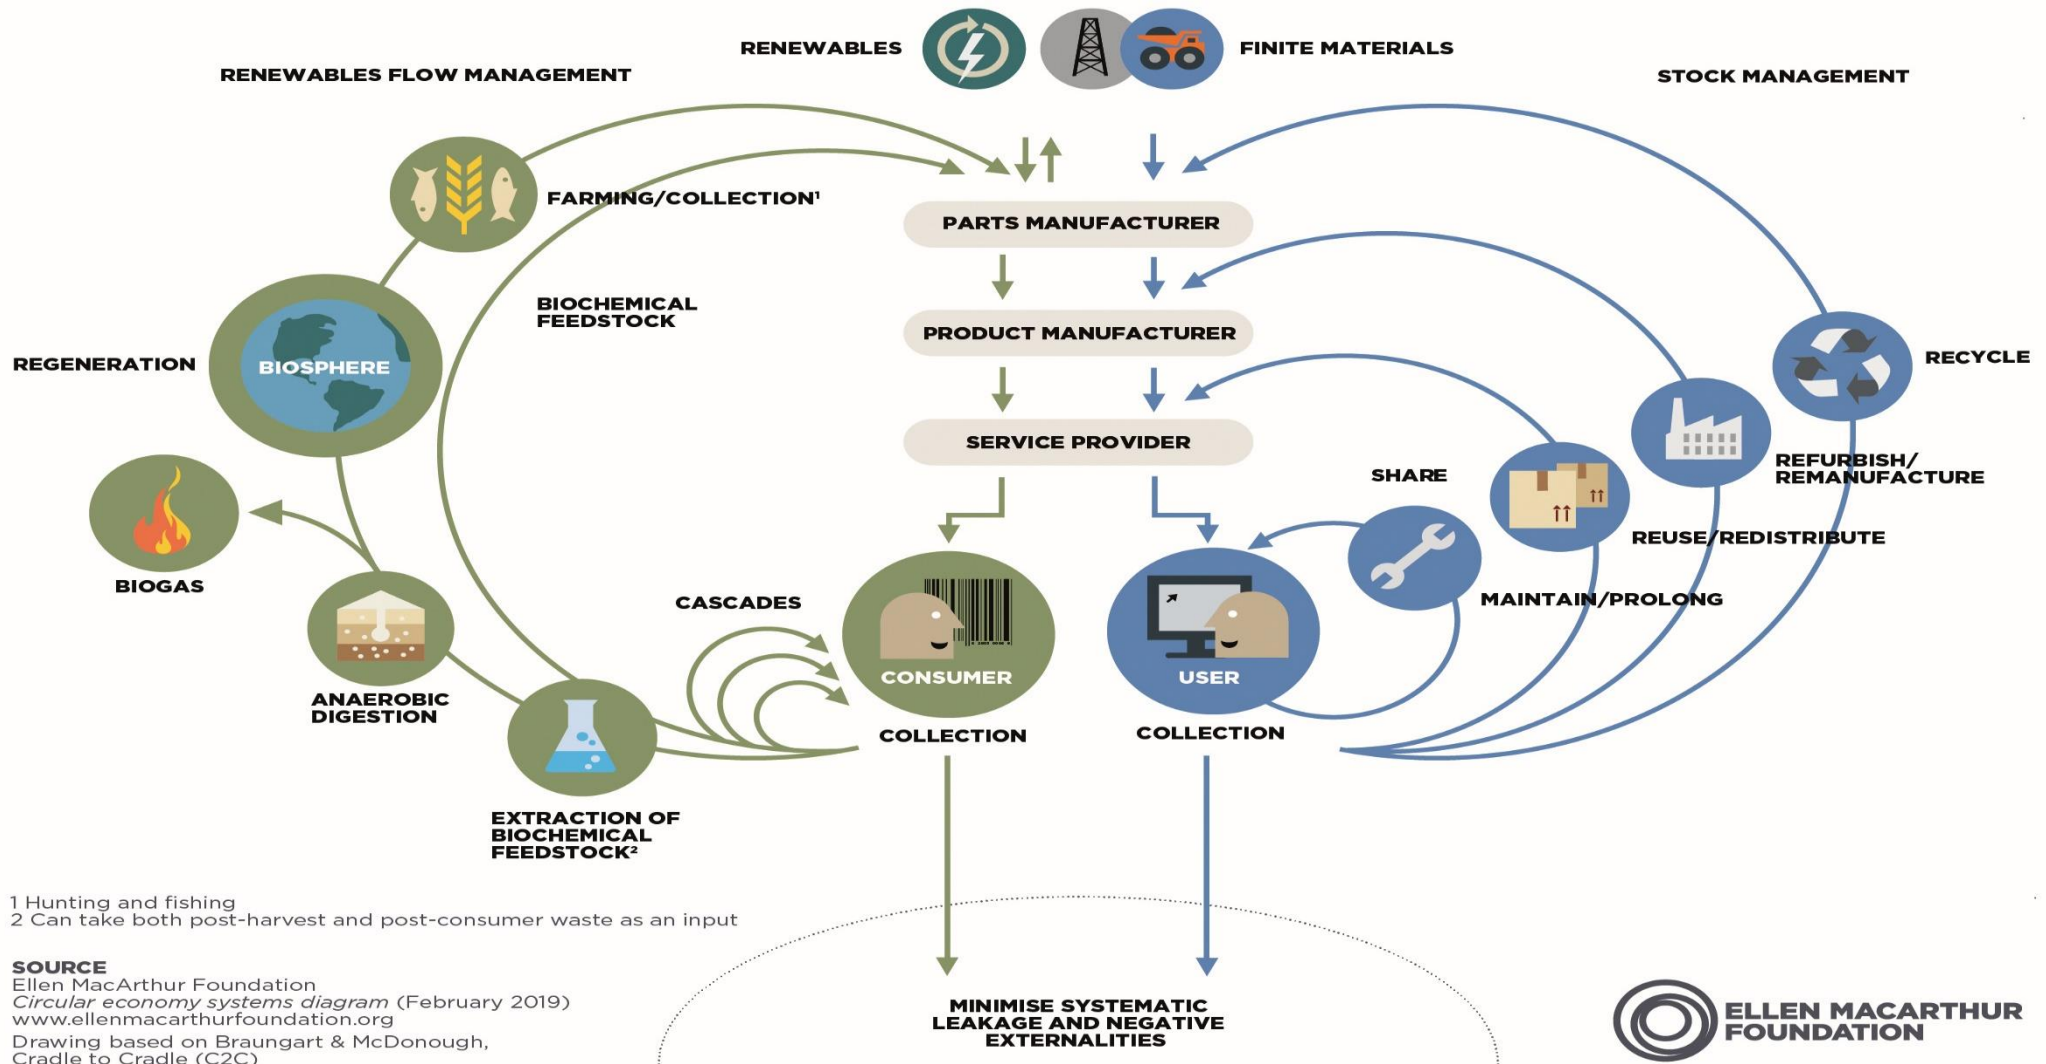 RENEWABLES
FINITE MATERIALS
RENEWABLES FLOW MANAGEMENT
STOCK MANAGEMENT
FARMING/COLLECTION¹
PARTS MANUFACTURER
BIOCHEMICAL
FEEDSTOCK
PRODUCT MANUFACTURER
REGENERATION
BIOSPHERE
RECYCLE
SERVICE PROVIDER
SHARE
REFURBISH/
REMANUFACTURE
REUSE/REDISTRIBUTE
BIOGAS
CASCADES
MAINTAIN/PROLONG
CONSUMER
USER
ANAEROBIC
DIGESTION
COLLECTION
COLLECTION
EXTRACTION OF
BIOCHEMICAL
FEEDSTOCK²
1 Hunting and fishing
2 Can take both post-harvest and post-consumer waste as an input
SOURCE
Ellen MacArthur Foundation
Circular economy systems diagram (February 2019)
www.ellenmacarthurfoundation.org
Drawing based on Braungart & McDonough,
Cradle to Cradle (C2C)
MINIMISE SYSTEMATIC
LEAKAGE AND NEGATIVE
EXTERNALITIES
ELLEN MACARTHUR
FOUNDATION